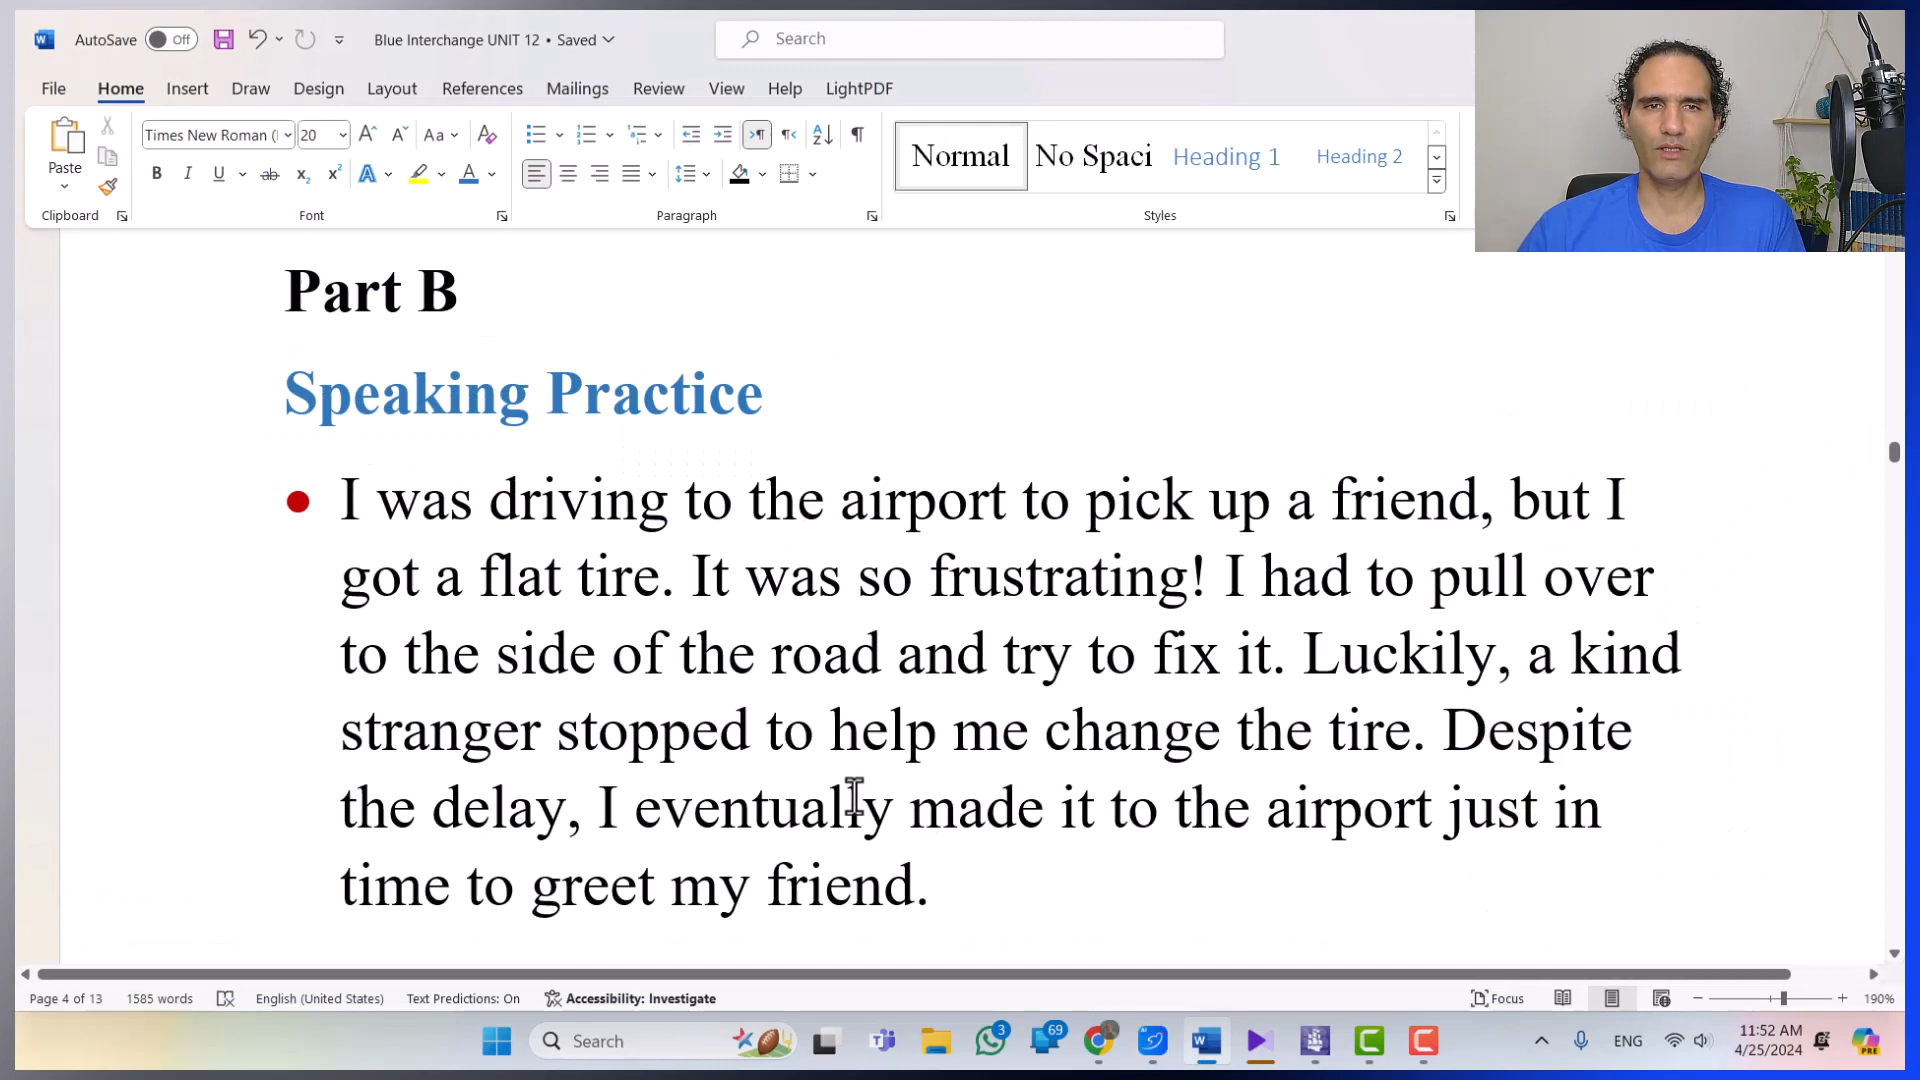 AutoSave Off Blue Interchange UNIT 12 • Saved Search
File Home Insert Draw Design Layout References Mailings Review View Help LightPDF
Times New Roman ( 20 Aa
Paste
Normal No Spaci Heading 1 Heading 2
Clipboard Font Paragraph Styles
Part B
Speaking Practice
I was driving to the airport to pick up a friend, but I
got a flat tire. It was so frustrating! I had to pull over
to the side of the road and try to fix it. Luckily, a kind
stranger stopped to help me change the tire. Despite
the delay, I eventually made it to the airport just in
time to greet my friend.
Page 4 of 13 1585 words English (United States) Text Predictions: On Accessibility: Investigate Focus 190%
Search 3 69 ENG 11:52 AM
4/25/2024 PRE